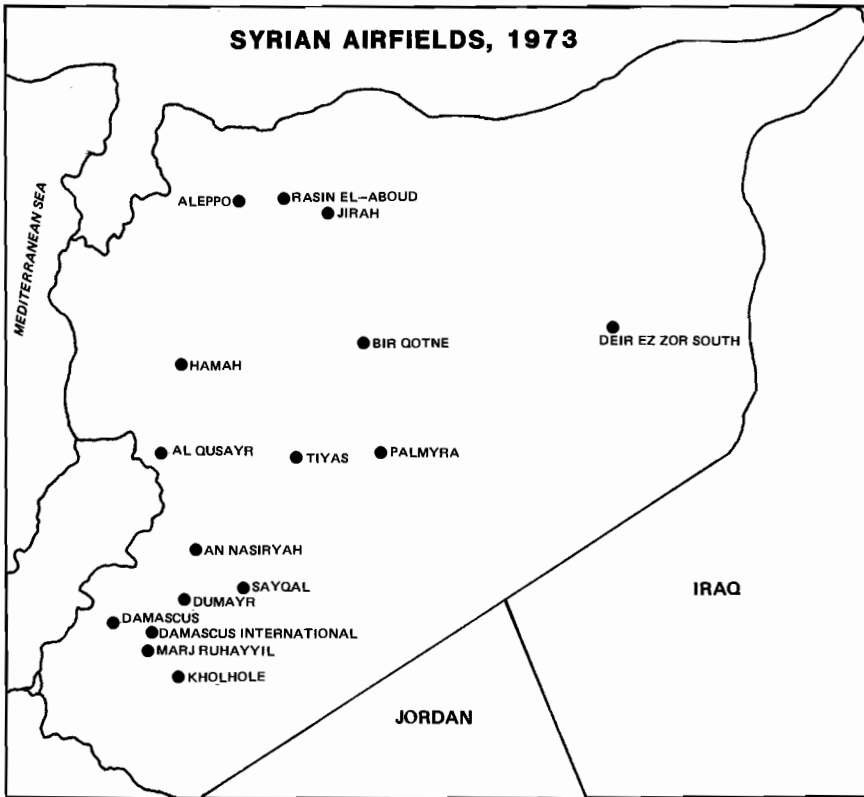 SYRIAN AIRFIELDS, 1973
MEDITERRANEAN SEA
ALEPPO
RASIN EL-ABOUD
JIRAH
BIR QOTNE
DEIR EZ ZOR SOUTH
HAMAH
AL QUSAYR
TIYAS
PALMYRA
AN NASIRYAH
SAYQAL
DUMAYR
DAMASCUS
DAMASCUS INTERNATIONAL
MARJ RUHAYYIL
KHOLHOLE
IRAQ
JORDAN